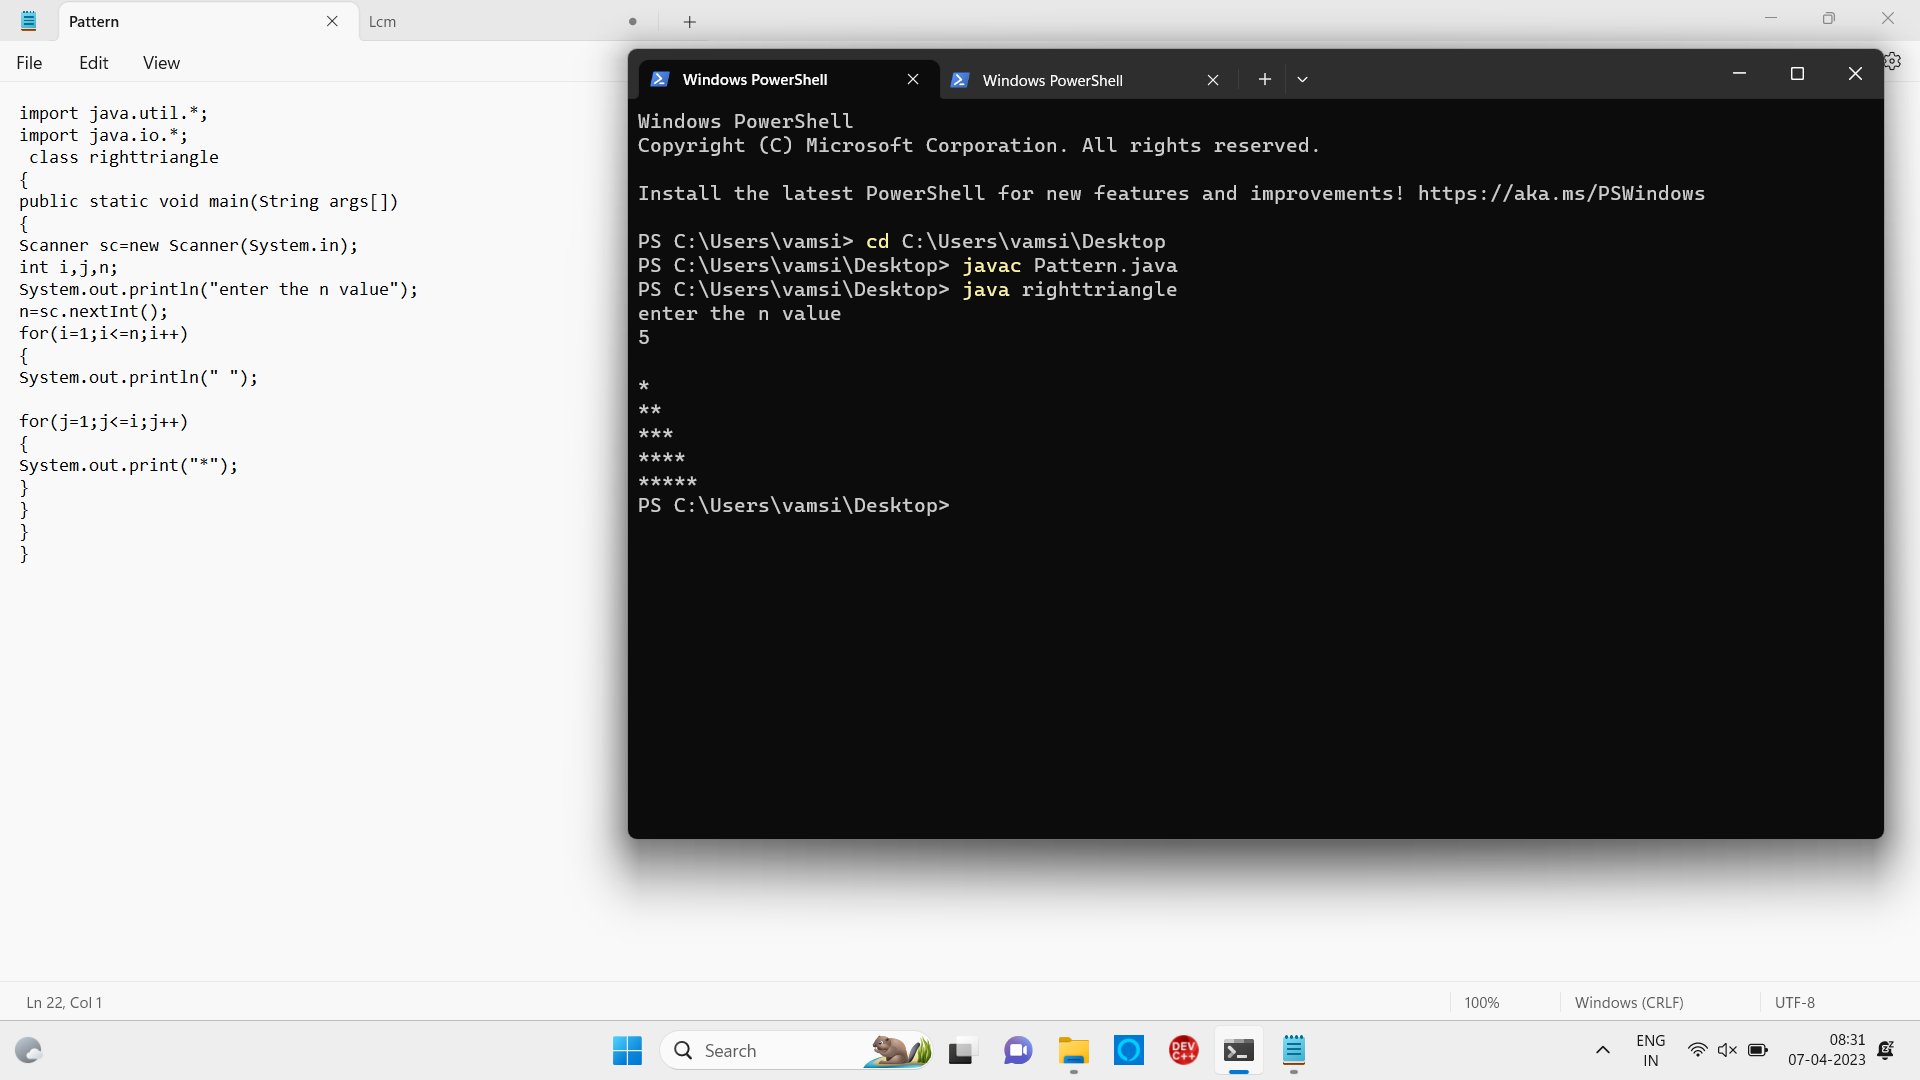 Pattern
Lcm
File Edit View
import java.util.*;
import java.io.*;
 class righttriangle
{
public static void main(String args[])
{
Scanner sc=new Scanner(System.in);
int i,j,n;
System.out.println("enter the n value");
n=sc.nextInt();
for(i=1;i<=n;i++)
{
System.out.println(" ");
for(j=1;j<=i;j++)
{
System.out.print("*");
}
}
}
}
Windows PowerShell
Windows PowerShell
Windows PowerShell
Copyright (C) Microsoft Corporation. All rights reserved.
Install the latest PowerShell for new features and improvements! https://aka.ms/PSWindows
PS C:\Users\vamsi> cd C:\Users\vamsi\Desktop
PS C:\Users\vamsi\Desktop> javac Pattern.java
PS C:\Users\vamsi\Desktop> java righttriangle
enter the n value
5
*
**
***
****
*****
PS C:\Users\vamsi\Desktop>
Ln 22, Col 1
100%
Windows (CRLF)
UTF-8
Search
DEV
C++
ENG
IN
08:31
07-04-2023